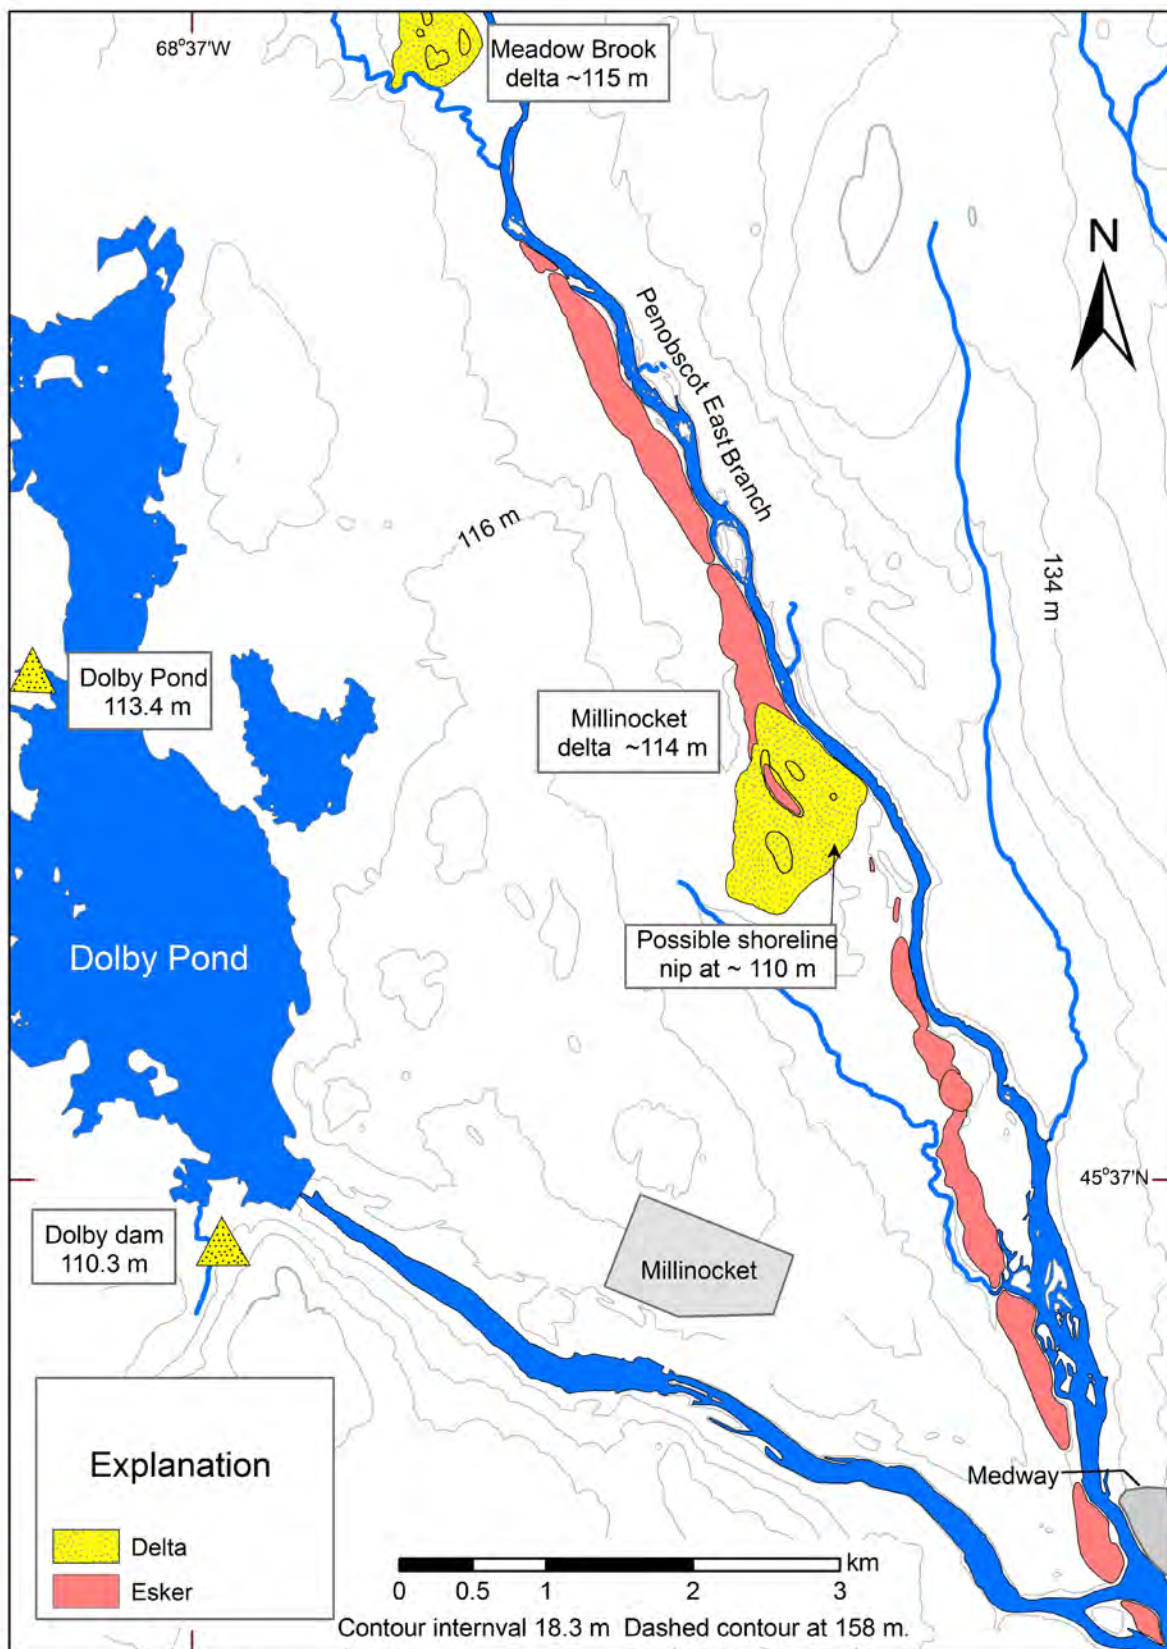 68°37'W
Meadow Brook
delta ~115 m
N
Penobscot East Branch
116 m
134 m
Dolby Pond
113.4 m
Millinocket
delta ~114 m
Possible shoreline
nip at ~ 110 m
Dolby Pond
45°37'N
Dolby dam
110.3 m
Millinocket
Explanation
Medway
Delta
Esker
km
0 0.5 1 2 3
Contour internval 18.3 m Dashed contour at 158 m.